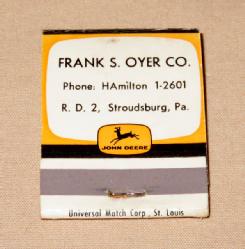 FRANK S. OYER CO.
Phone: HAmilton 1-2601
R. D. 2, Stroudsburg, Pa.
JOHN DEERE
Universal Match Corp., St. Louis